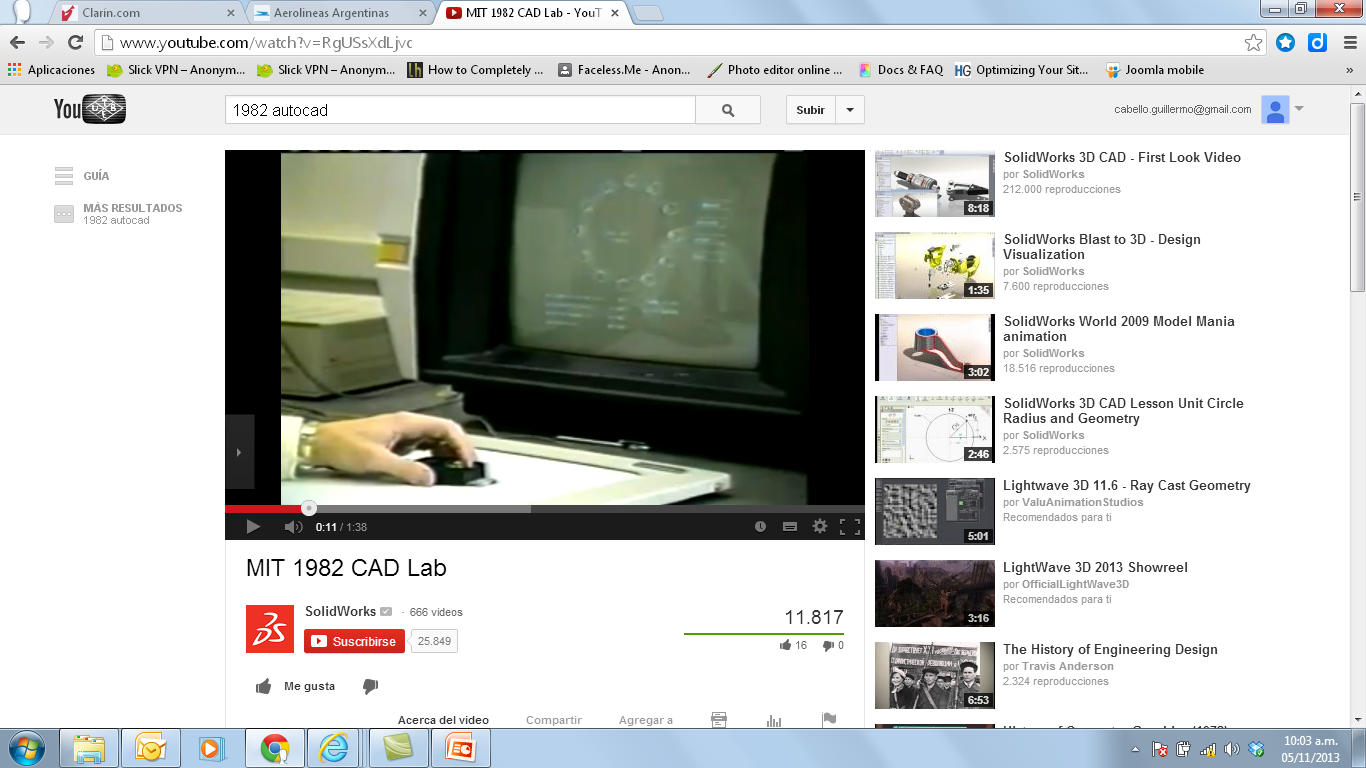 Clarín.com
Aerolineas Argentinas
MIT 1982 CAD Lab - YouT
www.youtube.com/watch?v=RgUSsXdLjvc
Aplicaciones
Slick VPN – Anonym...
Slick VPN – Anonym...
How to Completely ...
Faceless.Me - Anon...
Photo editor online ...
Docs & FAQ
HG Optimizing Your Sit...
Joomla mobile
»
You
1982 autocad
Subir
cabello.guillermo@gmail.com
GUÍA
MÁS RESULTADOS
1982 autocad
0:11 / 1:38
MIT 1982 CAD Lab
SolidWorks · 666 videos
Suscribirse 25.849
11.817
16 0
Me gusta
Acerca del video Compartir Agregar a
SolidWorks 3D CAD - First Look Video
por SolidWorks
212.000 reproducciones
8:18
SolidWorks Blast to 3D - Design
Visualization
por SolidWorks
7.600 reproducciones
1:35
SolidWorks World 2009 Model Mania
animation
por SolidWorks
18.516 reproducciones
3:02
SolidWorks 3D CAD Lesson Unit Circle
Radius and Geometry
por SolidWorks
2.575 reproducciones
2:46
Lightwave 3D 11.6 - Ray Cast Geometry
por ValuAnimationStudios
Recomendados para ti
5:01
LightWave 3D 2013 Showreel
por OfficialLightWave3D
Recomendados para ti
3:16
The History of Engineering Design
por Travis Anderson
2.324 reproducciones
6:53
10:03 a.m.
05/11/2013